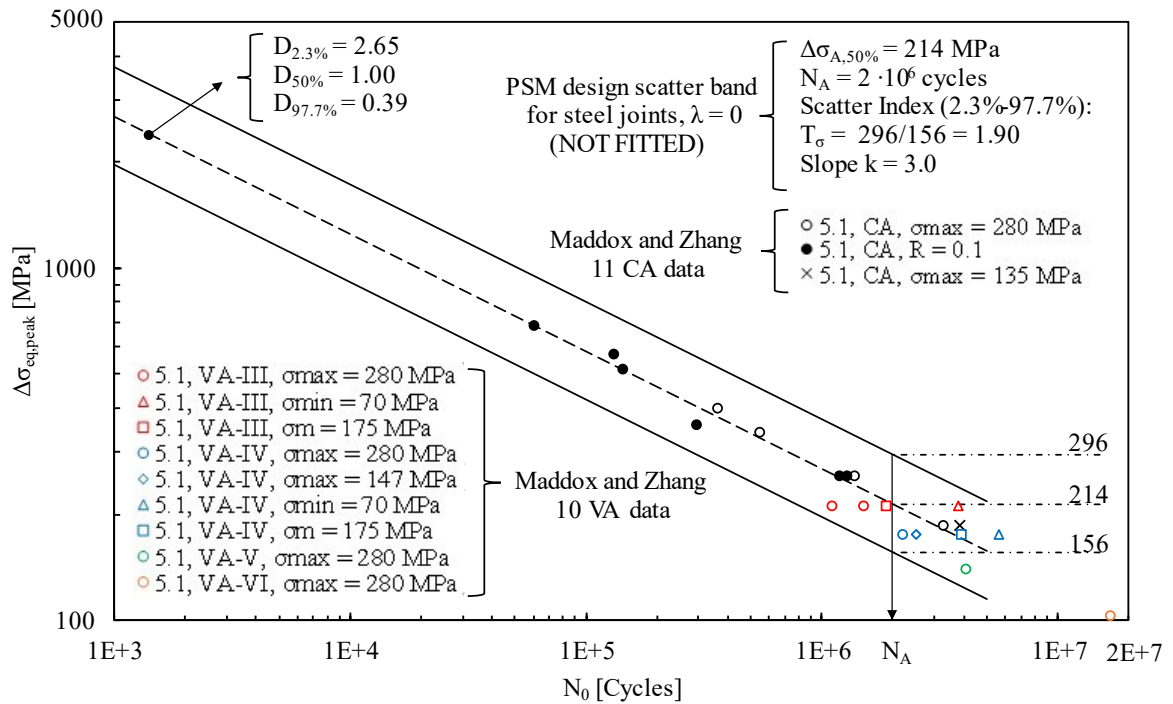 5000
D2.3% = 2.65
D50% = 1.00
D97.7% = 0.39
PSM design scatter band
for steel joints, λ = 0
(NOT FITTED)
ΔσA,50% = 214 MPa
NA = 2 ·10⁶ cycles
Scatter Index (2.3%-97.7%):
Tσ = 296/156 = 1.90
Slope k = 3.0
Maddox and Zhang
11 CA data
5.1, CA, σmax = 280 MPa
5.1, CA, R = 0.1
5.1, CA, σmax = 135 MPa
1000
Δσeq,peak [MPa]
5.1, VA-III, σmax = 280 MPa
5.1, VA-III, σmin = 70 MPa
5.1, VA-III, σm = 175 MPa
5.1, VA-IV, σmax = 280 MPa
5.1, VA-IV, σmax = 147 MPa
5.1, VA-IV, σmin = 70 MPa
5.1, VA-IV, σm = 175 MPa
5.1, VA-V, σmax = 280 MPa
5.1, VA-VI, σmax = 280 MPa
Maddox and Zhang
10 VA data
296
214
156
100
1E+3 1E+4 1E+5 1E+6 NA 1E+7 2E+7
N0 [Cycles]